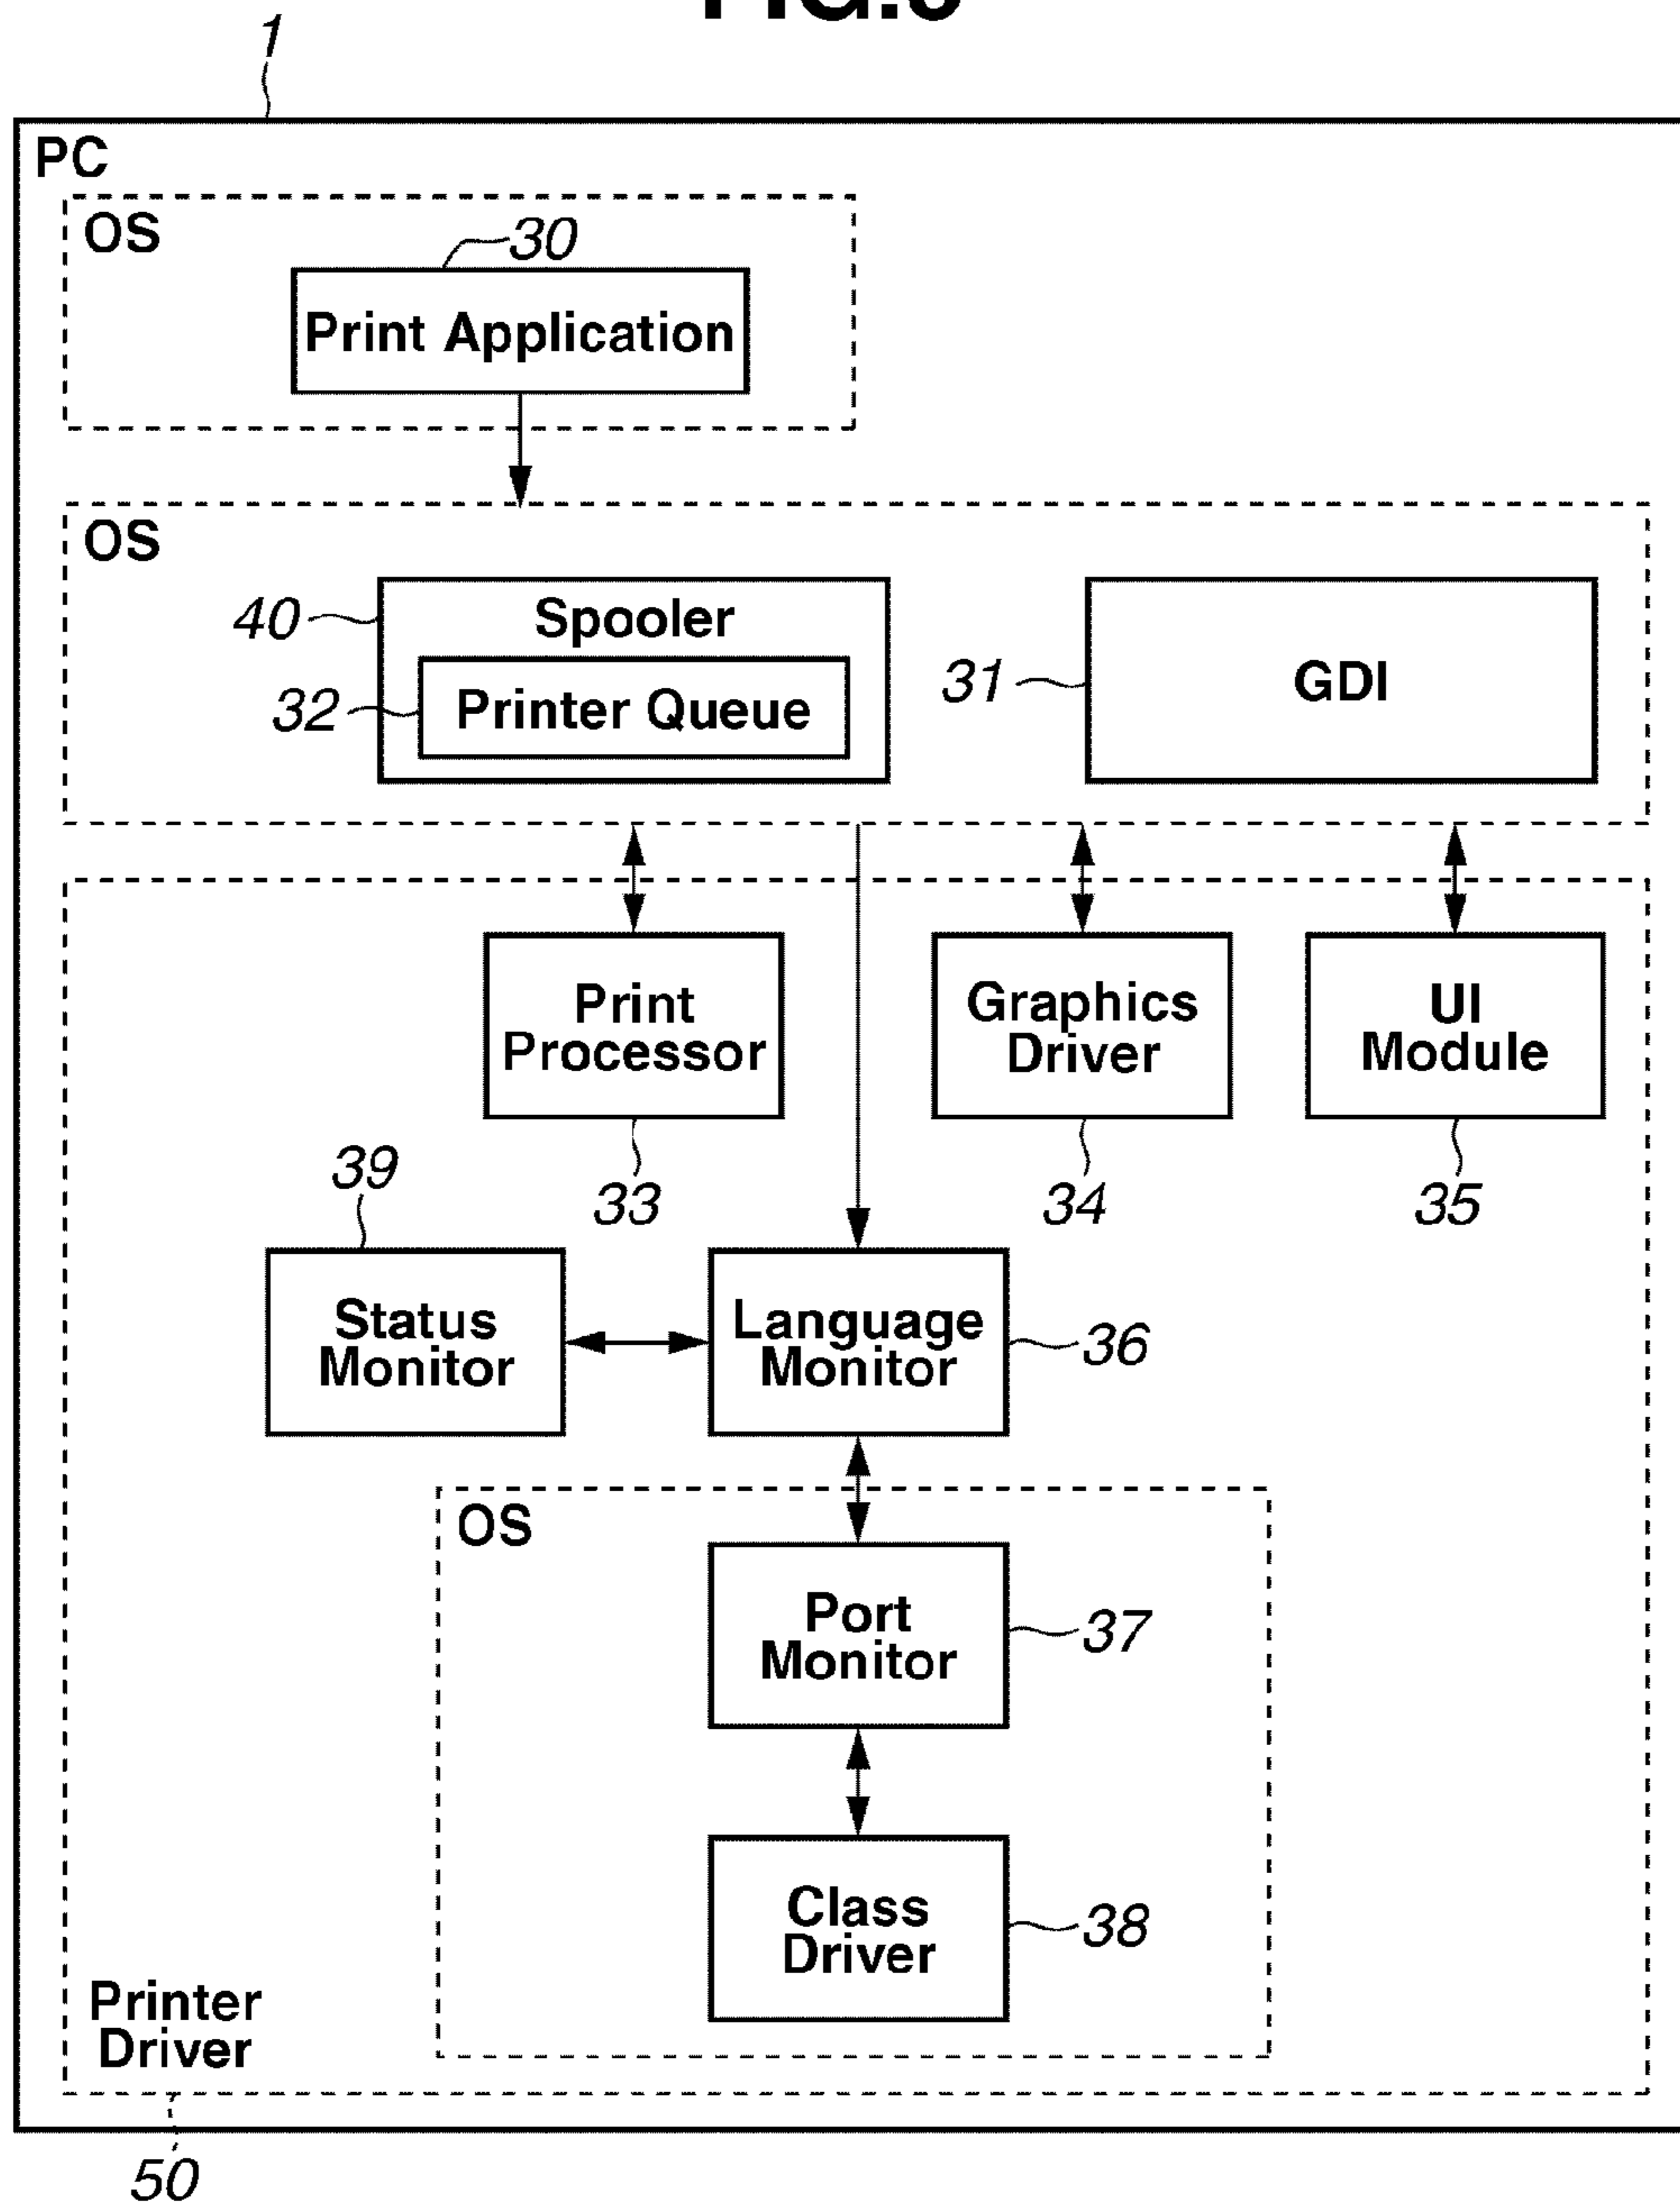 1
PC
OS
30
Print Application
OS
40
Spooler
32
Printer Queue
31
GDI
Print
Processor
Graphics
Driver
UI
Module
33
34
35
39
Status
Monitor
Language
Monitor
36
OS
Port
Monitor
37
Class
Driver
38
Printer
Driver
50